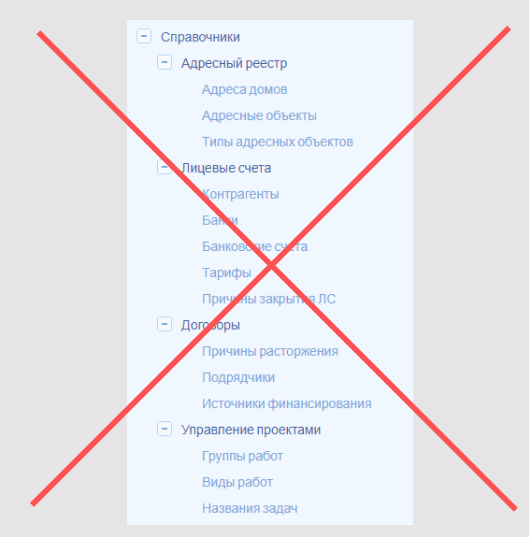 Справочники
Адресный реестр
Адреса домов
Адресные объекты
Типы адресных объектов
Лицевые счета
Контрагенты
Банки
Банковские счета
Тарифы
Причины закрытия ЛС
Договоры
Причины расторжения
Подрядчики
Источники финансирования
Управление проектами
Группы работ
Виды работ
Названия задач